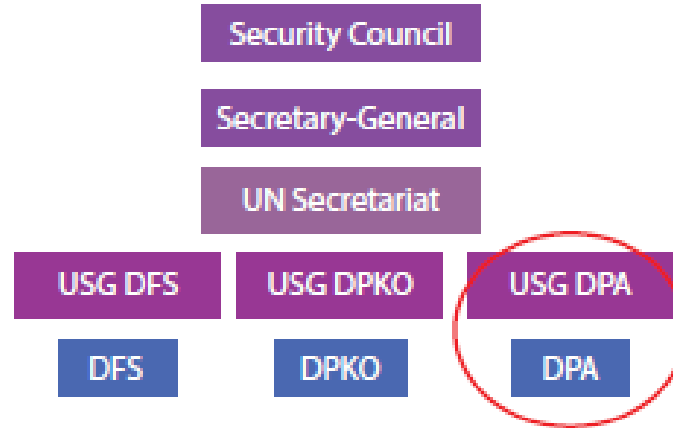 Security Council
Secretary-General
UN Secretariat
USG DFS USG DPKO USG DPA
DFS DPKO DPA